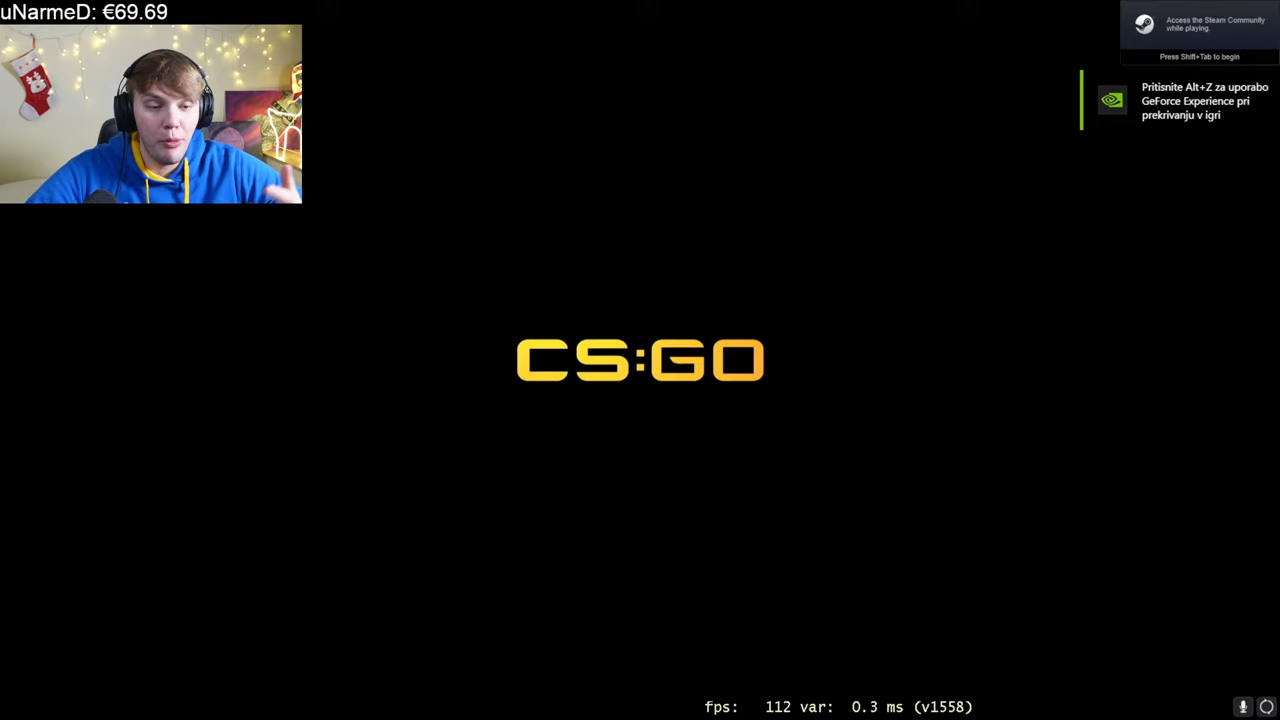 uNarmeD: €69.69
Access the Steam Community
while playing.
Press Shift+Tab to begin
Pritisnite Alt+Z za uporabo
GeForce Experience pri
prekrivanju v igri
CS:GO
fps: 112 var: 0.3 ms (v1558)